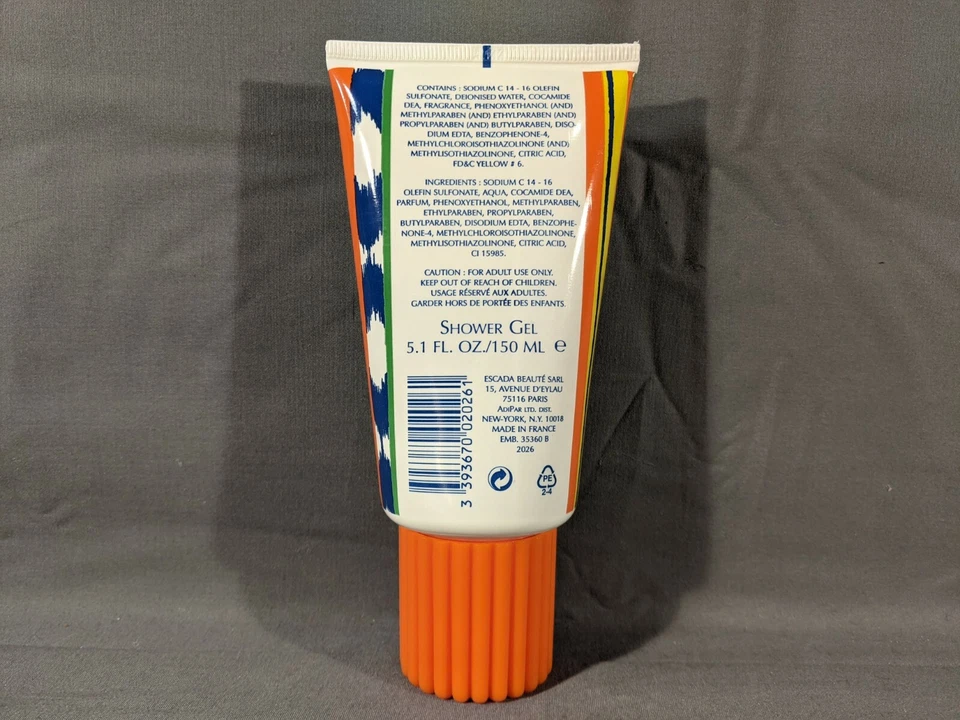 CONTAINS : SODIUM C 14 - 16 OLEFIN
SULFONATE, DEIONISED WATER, COCAMIDE
DEA, FRAGRANCE, PHENOXYETHANOL (AND)
METHYLPARABEN (AND) ETHYLPARABEN (AND)
PROPYLPARABEN (AND) BUTYLPARABEN, DISO-
DIUM EDTA, BENZOPHENONE-4,
METHYLCHLOROISOTHIAZOLINONE (AND)
METHYLISOTHIAZOLINONE, CITRIC ACID,
FD&C YELLOW # 6.
INGREDIENTS : SODIUM C 14 - 16
OLEFIN SULFONATE, AQUA, COCAMIDE DEA,
PARFUM, PHENOXYETHANOL, METHYLPARABEN,
ETHYLPARABEN, PROPYLPARABEN,
BUTYLPARABEN, DISODIUM EDTA, BENZOPHE-
NONE-4, METHYLCHLOROISOTHIAZOLINONE,
METHYLISOTHIAZOLINONE, CITRIC ACID,
CI 15985.
CAUTION : FOR ADULT USE ONLY.
KEEP OUT OF REACH OF CHILDREN.
USAGE RÉSERVÉ AUX ADULTES.
GARDER HORS DE PORTÉE DES ENFANTS.
SHOWER GEL
5.1 FL. OZ./150 ML e
3 393670 020261
ESCADA BEAUTÉ SARL
15, AVENUE D'EYLAU
75116 PARIS
ADIPAR LTD. DIST.
NEW-YORK, N.Y. 10018
MADE IN FRANCE
EMB. 35360 B
2026
PE
2-4